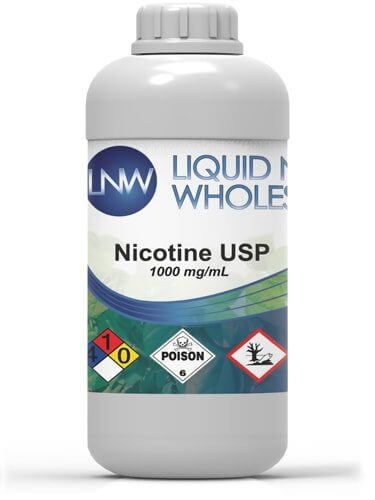 LNW
LIQUID N
WHOLES
Nicotine USP
1000 mg/mL
1
4 0
POISON
6